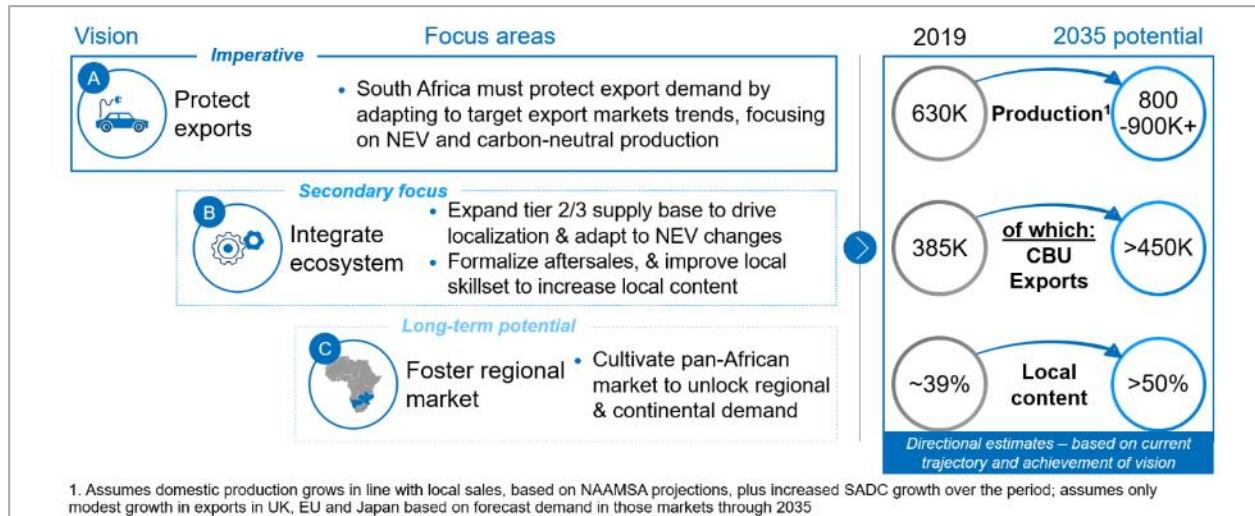 Vision
Focus areas
2019
2035 potential
Imperative
A
Protect
exports
• South Africa must protect export demand by
adapting to target export markets trends, focusing
on NEV and carbon-neutral production
630K
Production¹
800
-900K+
Secondary focus
B
Integrate
ecosystem
• Expand tier 2/3 supply base to drive
localization & adapt to NEV changes
• Formalize aftersales, & improve local
skillset to increase local content
385K
of which:
CBU
Exports
>450K
Long-term potential
C
Foster regional
market
• Cultivate pan-African
market to unlock regional
& continental demand
~39%
Local
content
>50%
Directional estimates – based on current
trajectory and achievement of vision
1. Assumes domestic production grows in line with local sales, based on NAAMSA projections, plus increased SADC growth over the period; assumes only
modest growth in exports in UK, EU and Japan based on forecast demand in those markets through 2035